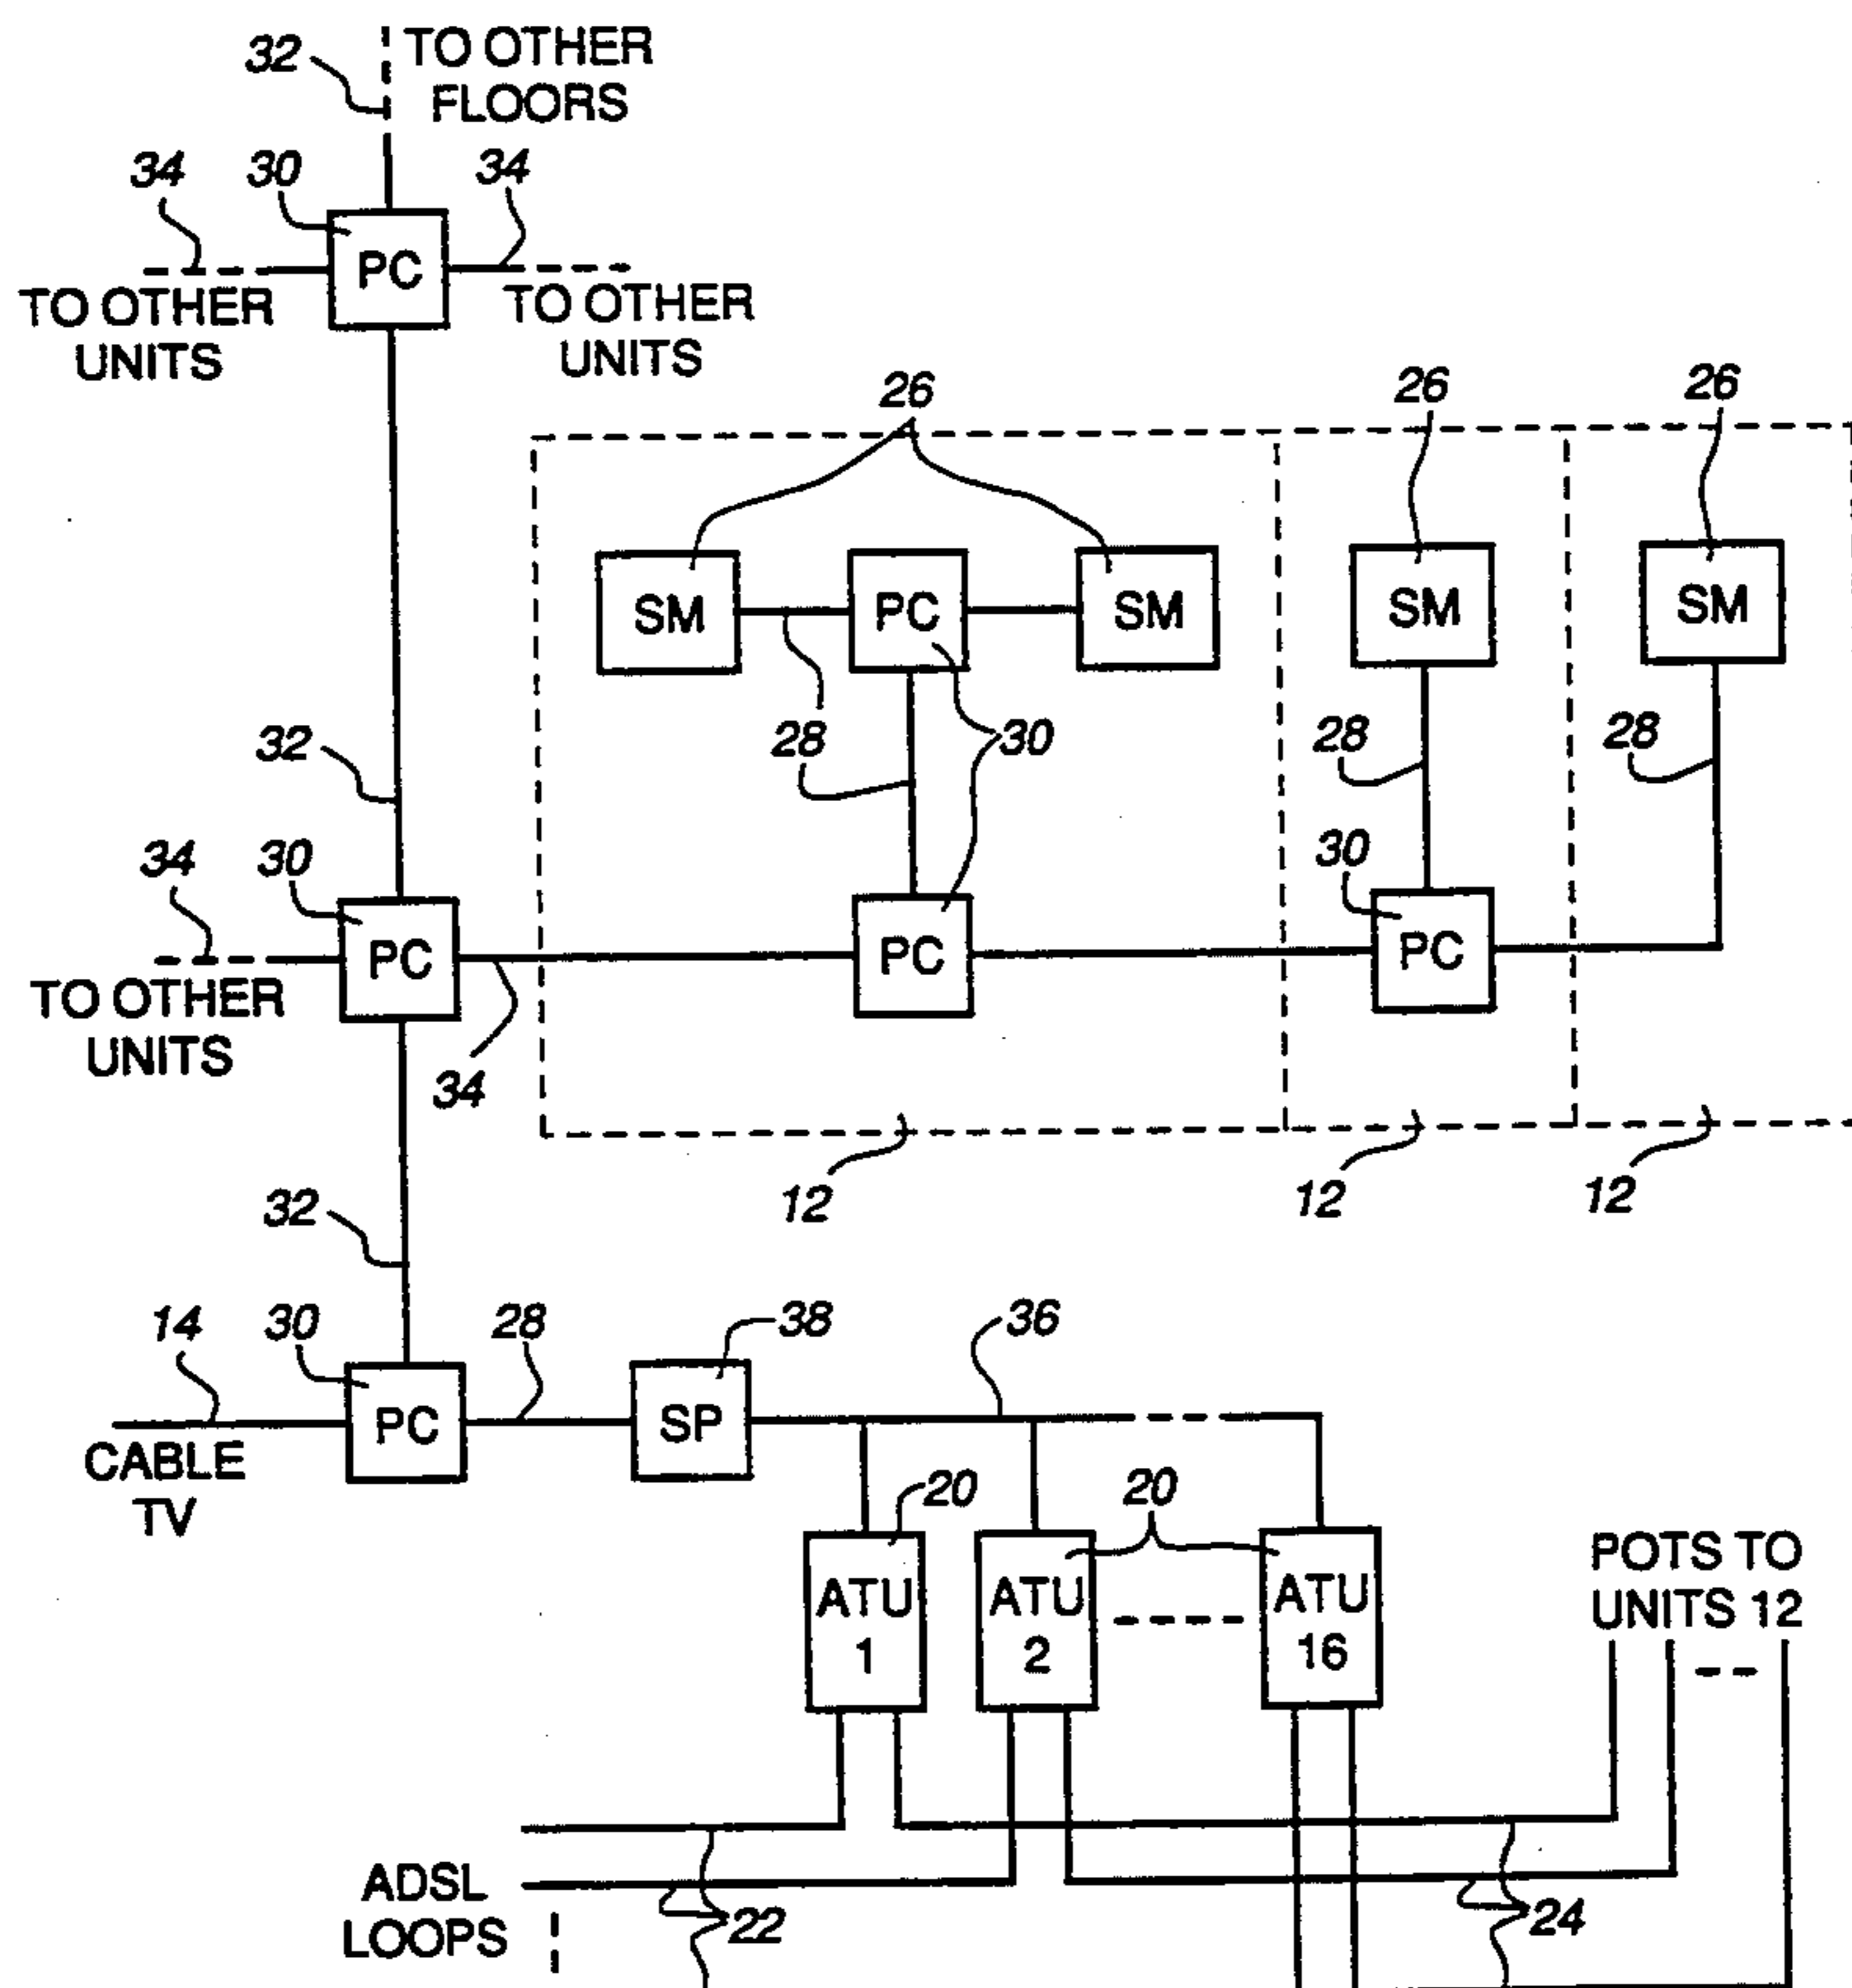 32
TO OTHER
FLOORS
34
30
34
PC
TO OTHER
UNITS
TO OTHER
UNITS
26
26
26
SM
PC
SM
SM
SM
28
30
28
28
32
34
30
30
PC
PC
PC
TO OTHER
UNITS
34
12
12
12
32
14
30
28
38
36
PC
SP
CABLE
TV
20
20
ATU
1
ATU
2
ATU
16
POTS TO
UNITS 12
ADSL
LOOPS
22
24